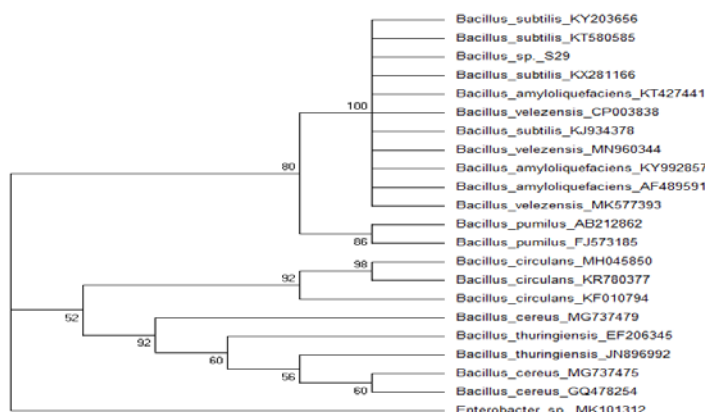 Bacillus_subtilis_KY203656
Bacillus_subtilis_KT580585
Bacillus_sp._S29
Bacillus_subtilis_KX281166
Bacillus_amyloliquefaciens_KT427441
100
Bacillus_velezensis_CP003838
Bacillus_subtilis_KJ934378
Bacillus_velezensis_MN960344
80
Bacillus_amyloliquefaciens_KY992857
Bacillus_amyloliquefaciens_AF489591
Bacillus_velezensis_MK577393
Bacillus_pumilus_AB212862
86
Bacillus_pumilus_FJ573185
Bacillus_circulans_MH045850
98
92
Bacillus_circulans_KR780377
Bacillus_circulans_KF010794
52
Bacillus_cereus_MG737479
92
Bacillus_thuringiensis_EF206345
60
Bacillus_thuringiensis_JN896992
56
Bacillus_cereus_MG737475
60
Bacillus_cereus_GQ478254
Enterobacter_sp._MK101312